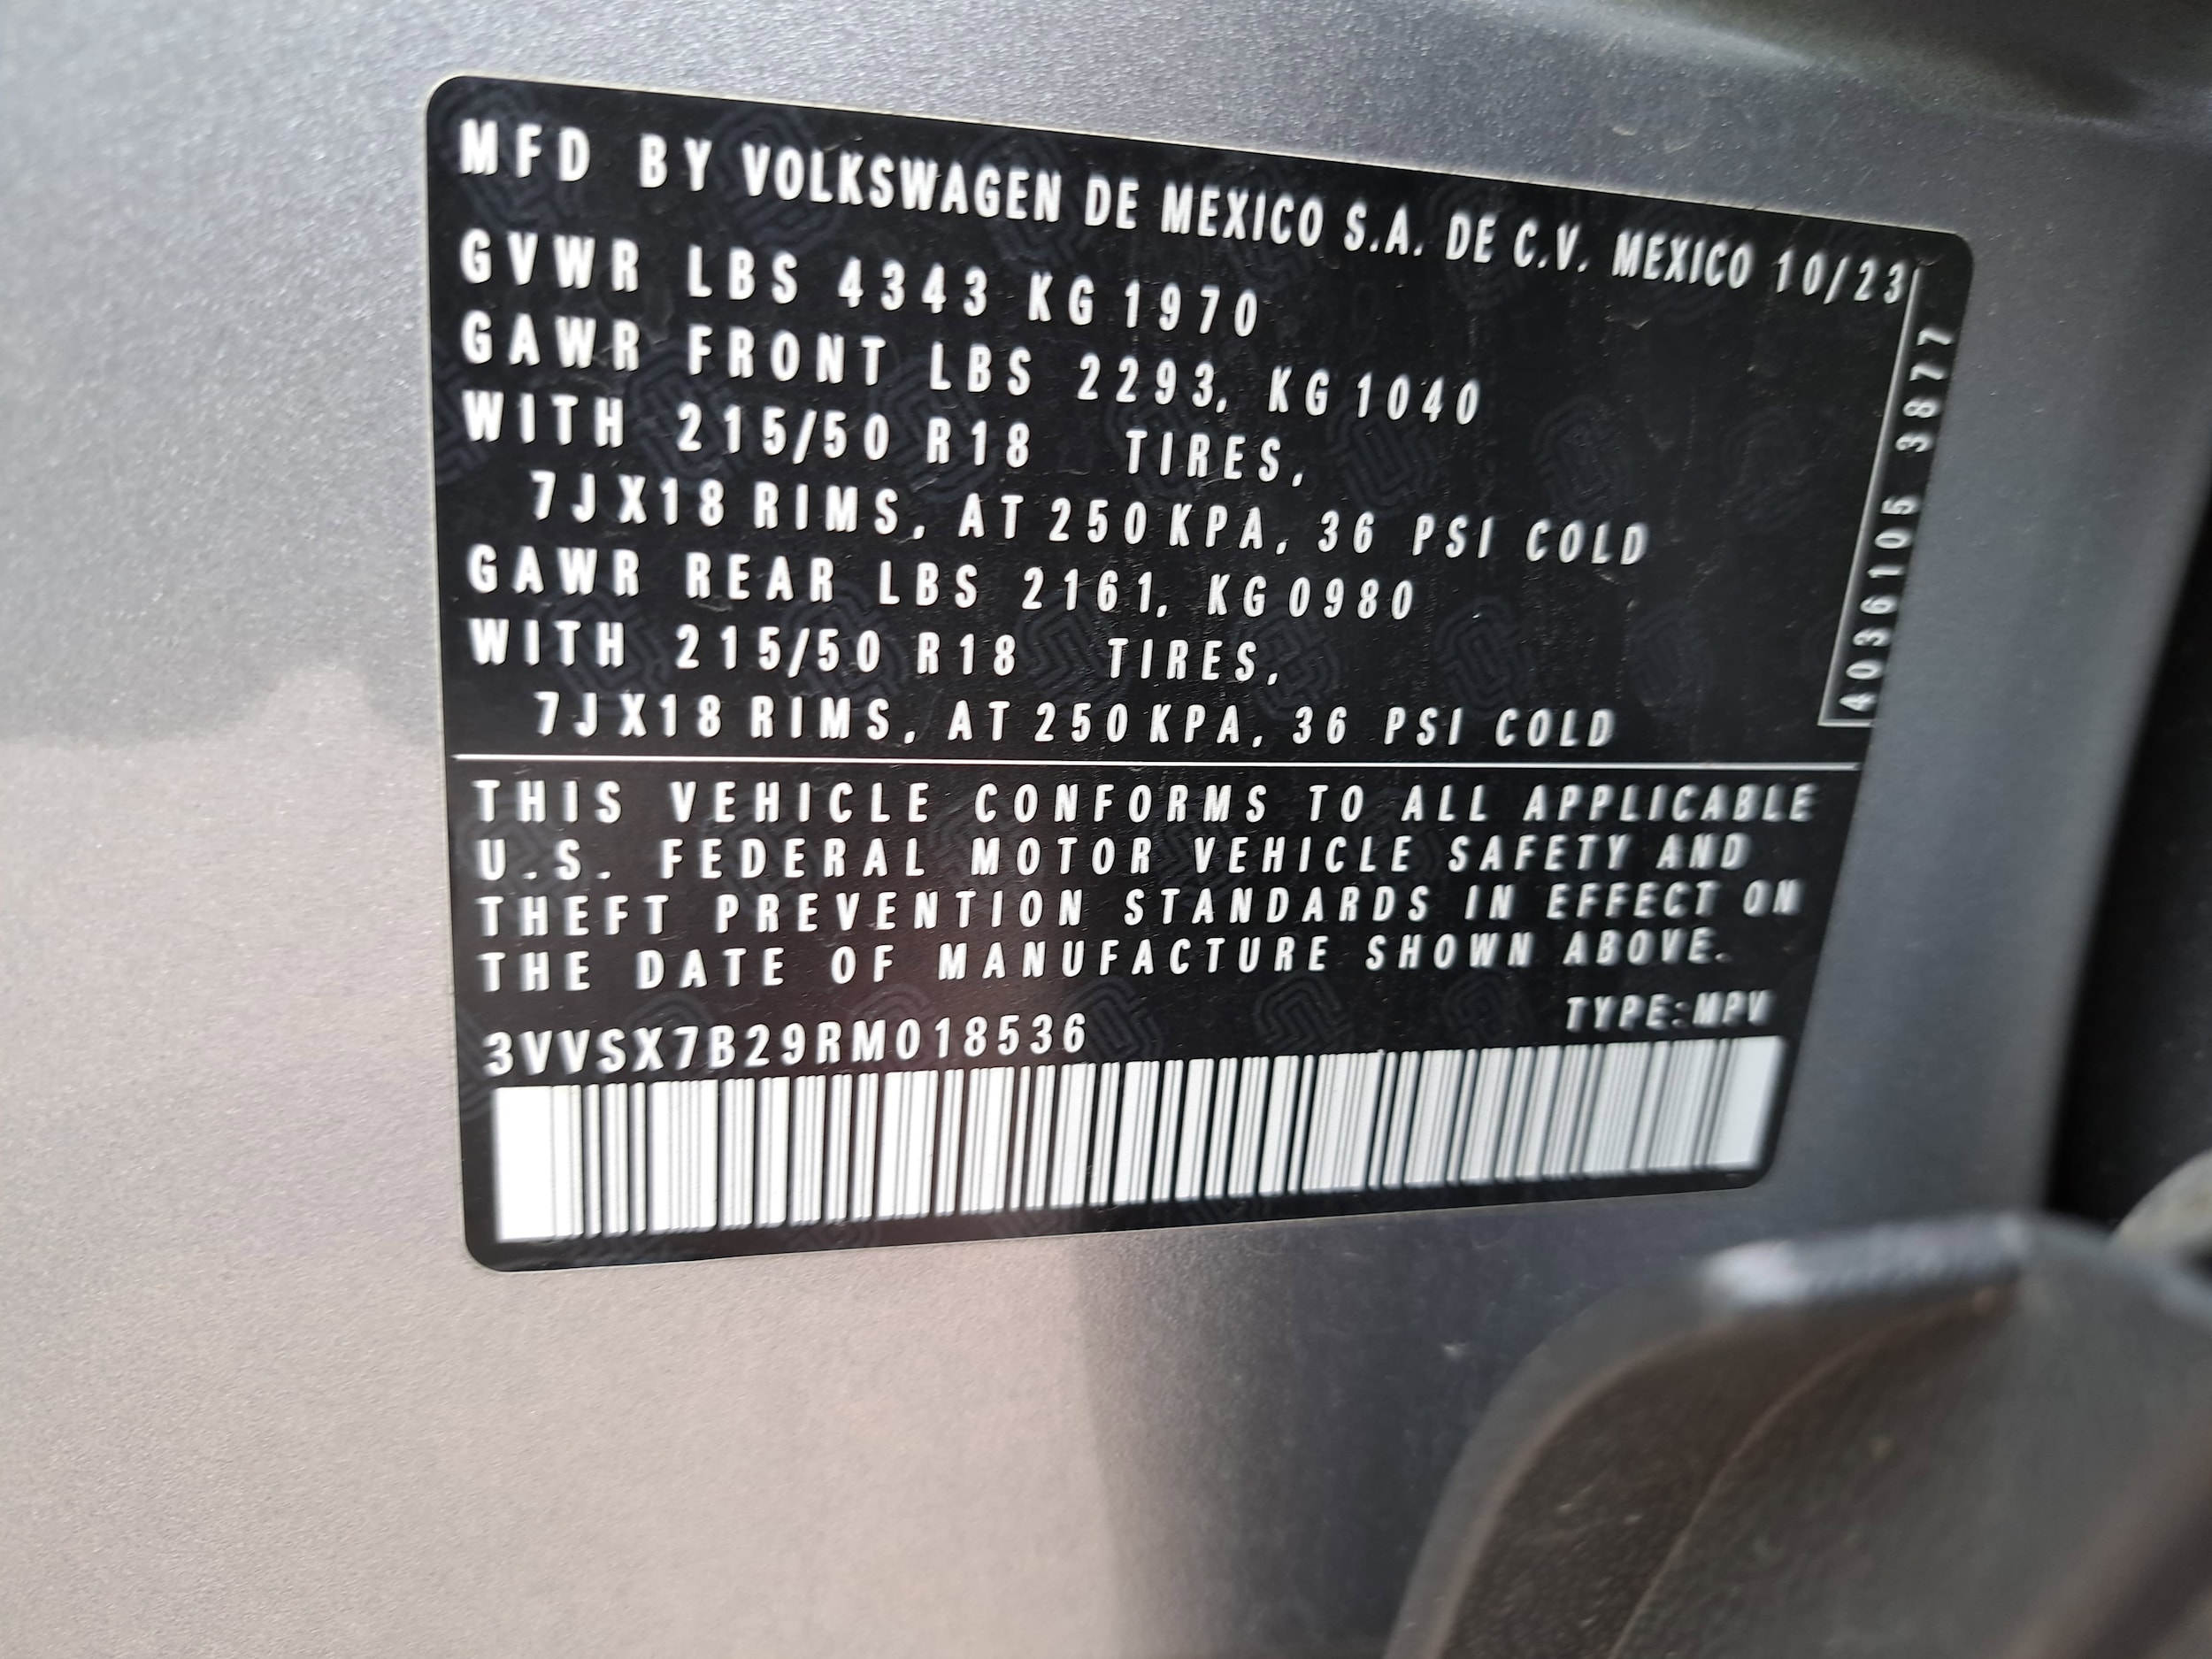 MFD BY VOLKSWAGEN DE MEXICO S.A. DE C.V. MEXICO 10/23
GVWR LBS 4343 KG 1970
GAWR FRONT LBS 2293, KG 1040
WITH 215/50 R18 TIRES,
7JX18 RIMS, AT 250 KPA, 36 PSI COLD
GAWR REAR LBS 2161, KG 0980
WITH 215/50 R18 TIRES,
7JX18 RIMS, AT 250 KPA, 36 PSI COLD
4036105 3877
THIS VEHICLE CONFORMS TO ALL APPLICABLE
U.S. FEDERAL MOTOR VEHICLE SAFETY AND
THEFT PREVENTION STANDARDS IN EFFECT ON
THE DATE OF MANUFACTURE SHOWN ABOVE.
TYPE:MPV
3VVSX7B29RM018536